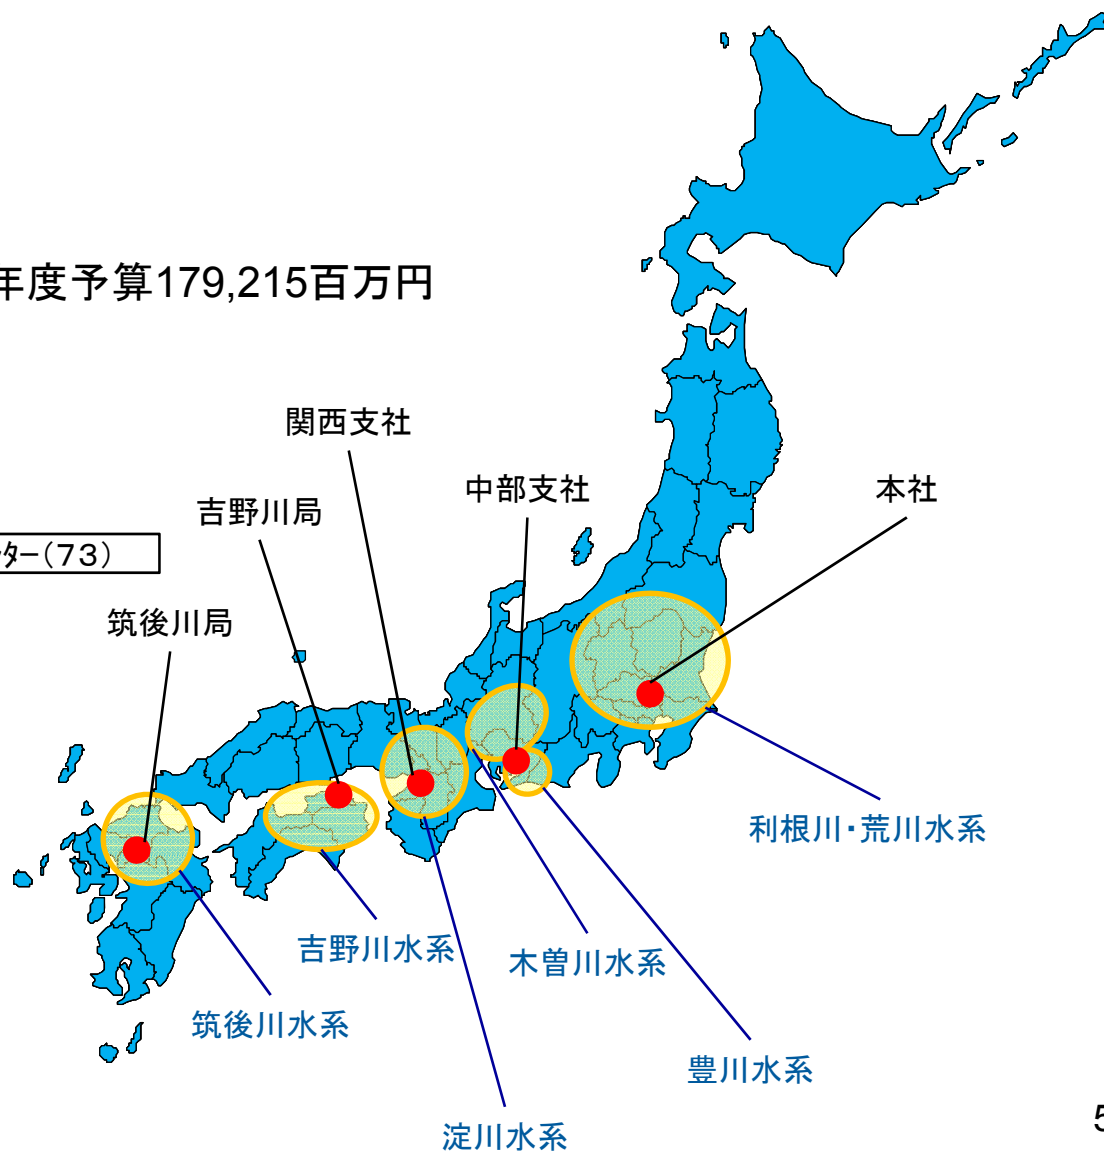 年度予算179,215百万円
関西支社
中部支社
本社
吉野川局
ﾀｰ(73)
筑後川局
利根川・荒川水系
吉野川水系
木曽川水系
筑後川水系
豊川水系
淀川水系
5